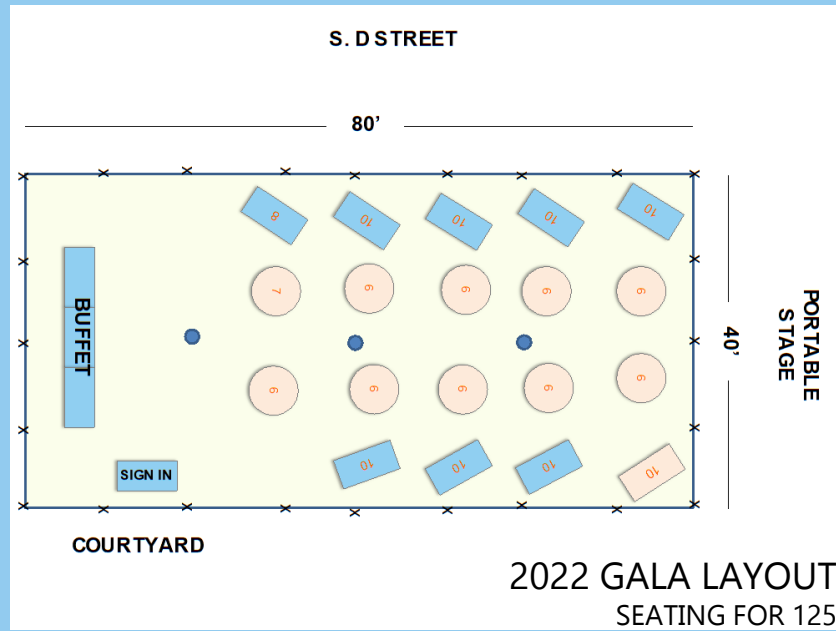 S. D STREET
80'
8
10
10
10
10
7
6
6
6
6
BUFFET
40'
PORTABLE
STAGE
6
6
6
6
6
10
10
10
10
SIGN IN
COURTYARD
2022 GALA LAYOUT
SEATING FOR 125